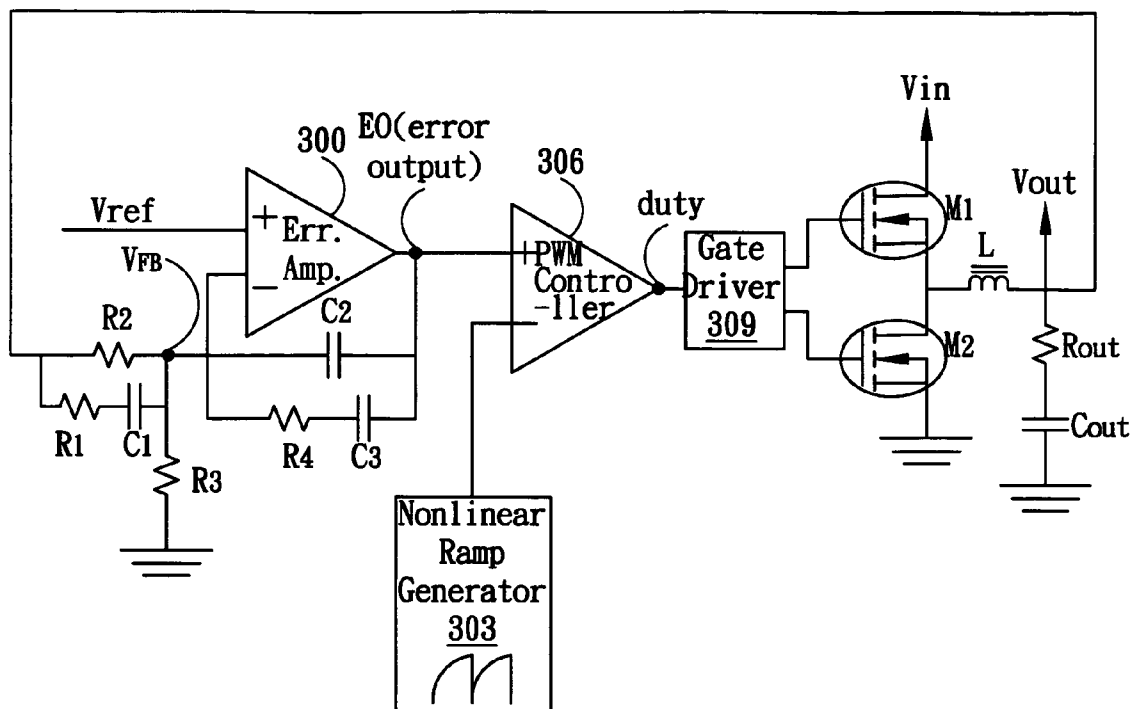 Vin
EO(error
output)
300
306
Vout
Vref
+
Err.
Amp.
−
VFB
duty
M1
+
PWM
Contro
-ller
−
Gate
Driver
309
L
R2
C2
M2
Rout
R1
C1
R4
C3
Cout
R3
Nonlinear
Ramp
Generator
303